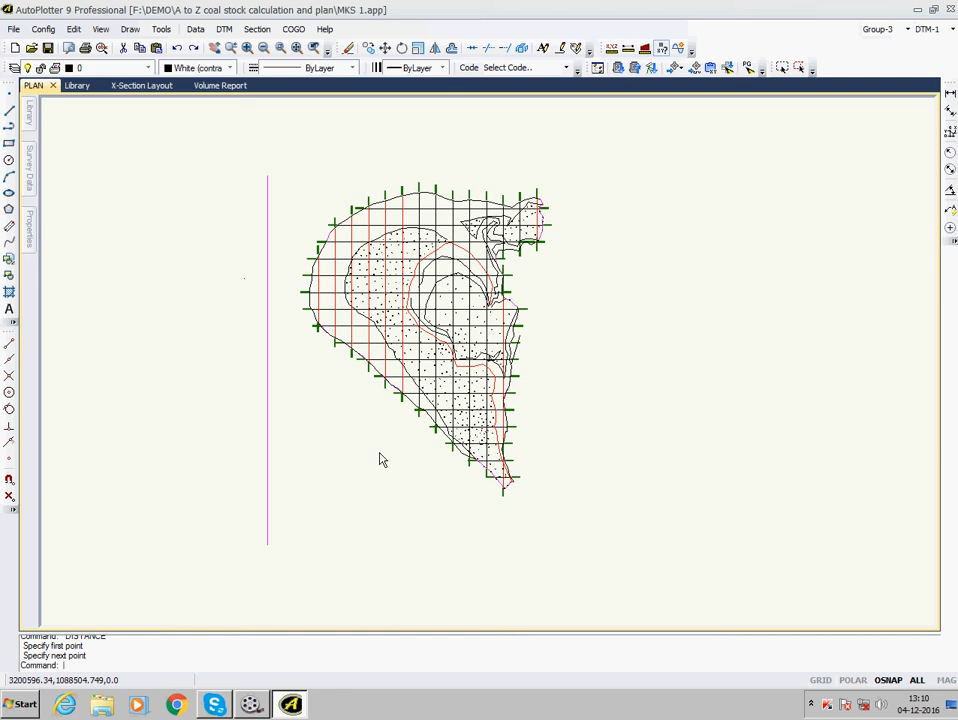 AutoPlotter 9 Professional [F:\DEMO\A to Z coal stock calculation and plan\MKS 1.app]
File Config Edit View Draw Tools Data DTM Section COGO Help Group-3 DTM-1
0 White (contra ByLayer ByLayer Code Select Code.. PG
PLAN Library X-Section Layout Volume Report
Library
Survey Data
Properties
A
Command: DISTANCE
Specify first point
Specify next point
Command:
3200596.34,1088504.749,0.0 GRID POLAR OSNAP ALL MAG
Start 13:10
04-12-2016